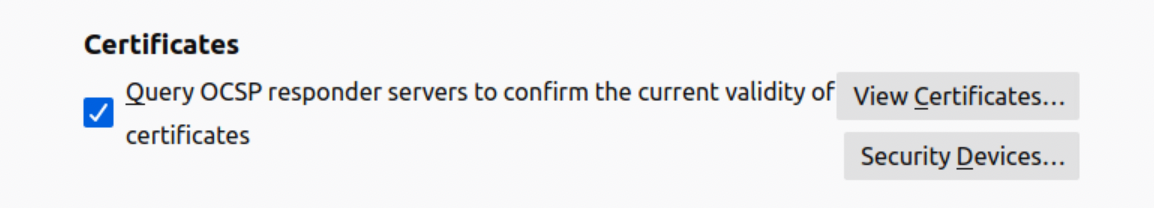 Certificates
Query OCSP responder servers to confirm the current validity of
certificates
View Certificates...
Security Devices...